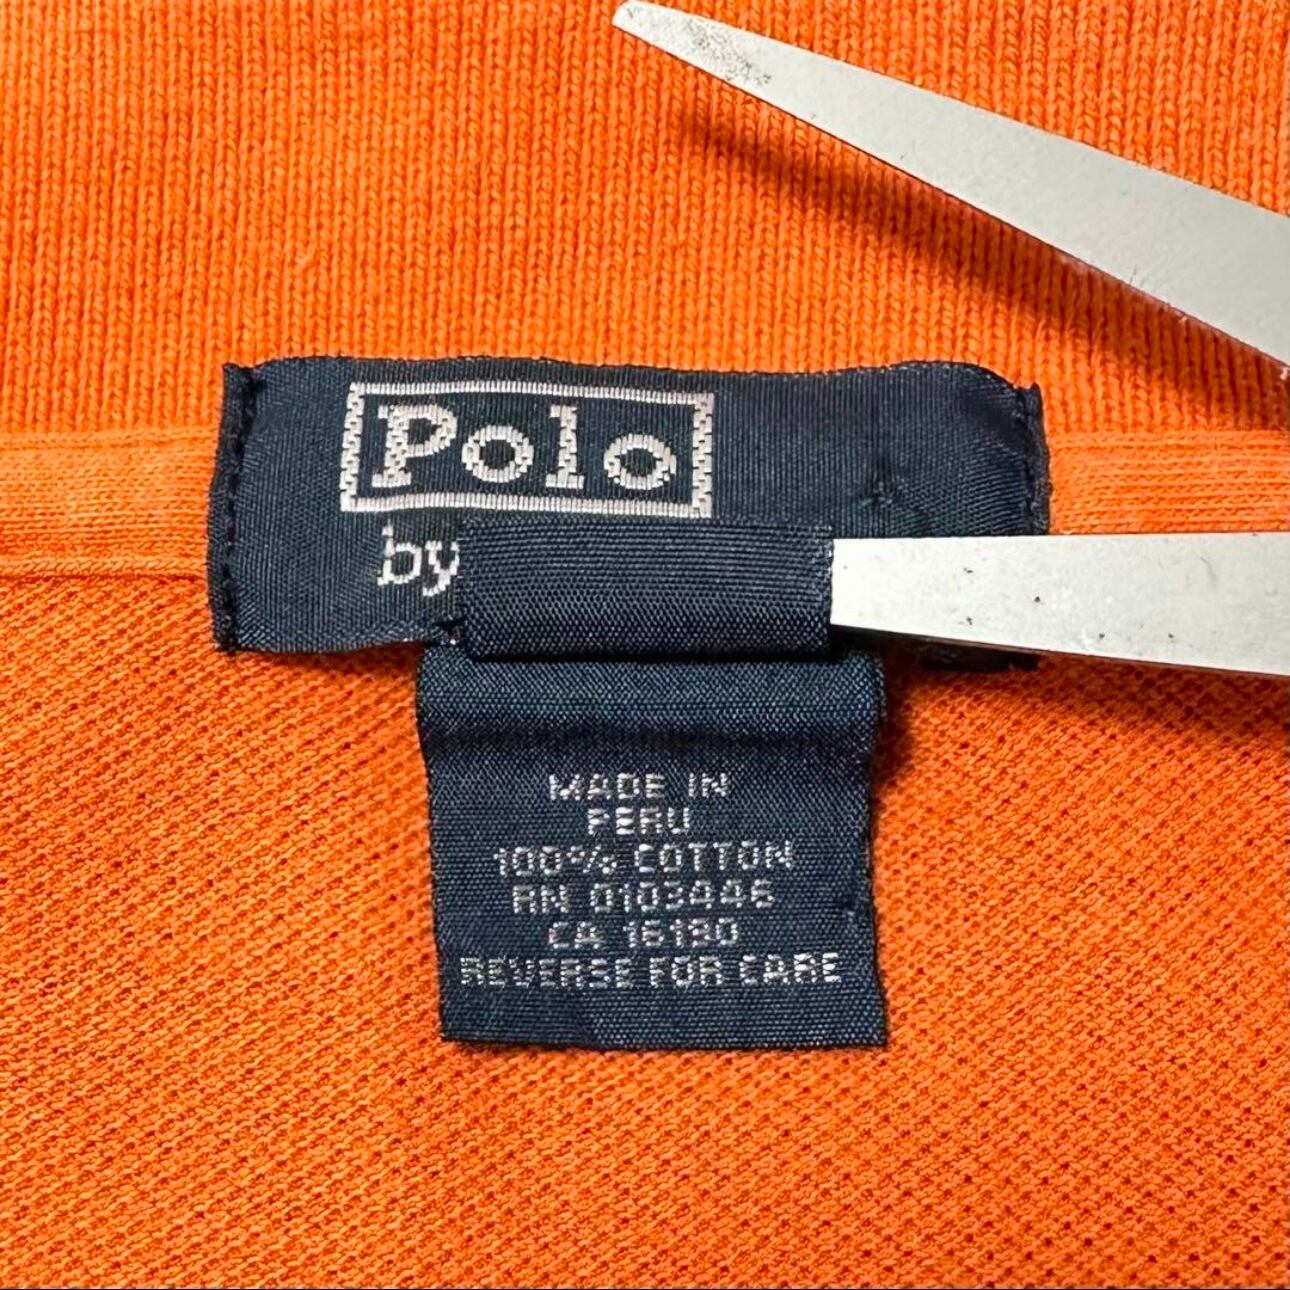 Polo
by
MADE IN
PERU
100% COTTON
RN 0103446
CA 16190
REVERSE FOR CARE